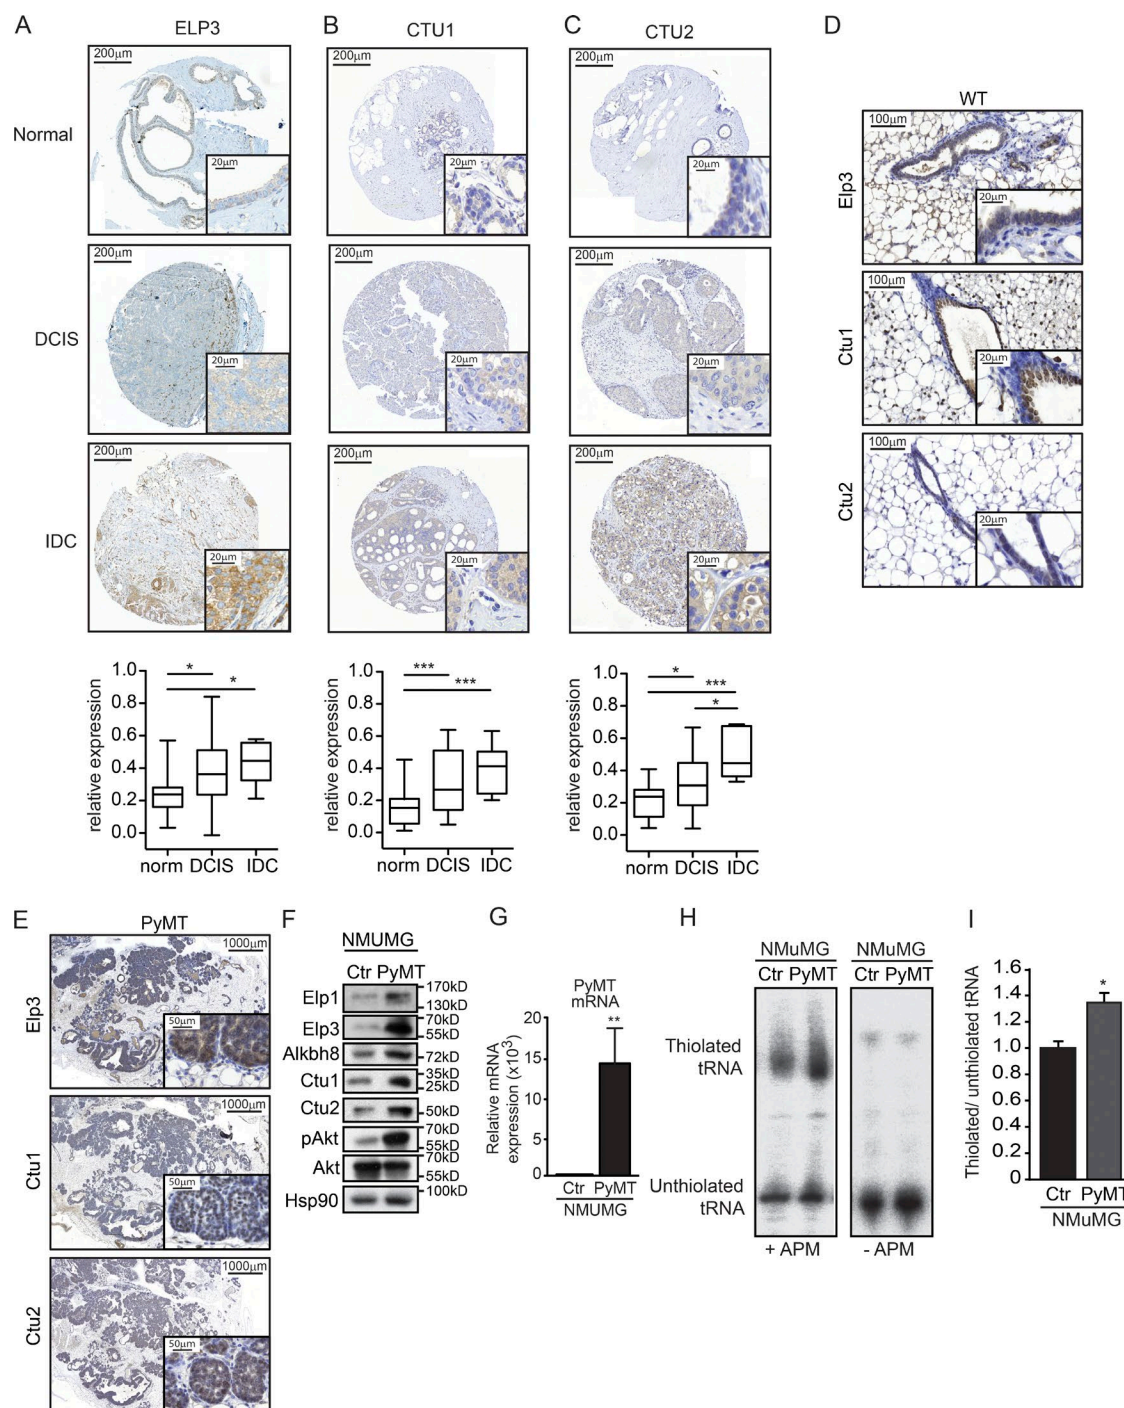 A
ELP3
B
CTU1
C
CTU2
D
WT
200µm
20µm
200µm
20µm
200µm
20µm
Normal
200µm
20µm
200µm
20µm
200µm
20µm
DCIS
200µm
20µm
200µm
20µm
200µm
20µm
IDC
100µm
20µm
Elp3
100µm
20µm
Ctu1
100µm
20µm
Ctu2
relative expression
1.0
0.8
0.6
0.4
0.2
0.0
*
*
norm DCIS IDC
relative expression
1.0
0.8
0.6
0.4
0.2
0.0
***
***
norm DCIS IDC
relative expression
1.0
0.8
0.6
0.4
0.2
0.0
*
***
*
norm DCIS IDC
E
PyMT
1000µm
50µm
Elp3
1000µm
50µm
Ctu1
1000µm
50µm
Ctu2
F
NMUMG
Ctr PyMT
Elp1
170kD
130kD
Elp3
70kD
55kD
Alkbh8
72kD
Ctu1
35kD
25kD
Ctu2
50kD
pAkt
70kD
55kD
Akt
70kD
55kD
Hsp90
100kD
G
PyMT
mRNA
**
Relative mRNA
expression (x10³)
20
15
10
5
0
Ctr PyMT
NMUMG
H
NMuMG
Ctr PyMT
NMuMG
Ctr PyMT
Thiolated
tRNA
Unthiolated
tRNA
+ APM
- APM
I
Thiolated/ unthiolated tRNA
1.6
1.4
1.2
1.0
0.8
0.6
0.4
0.2
0
*
Ctr PyMT
NMuMG